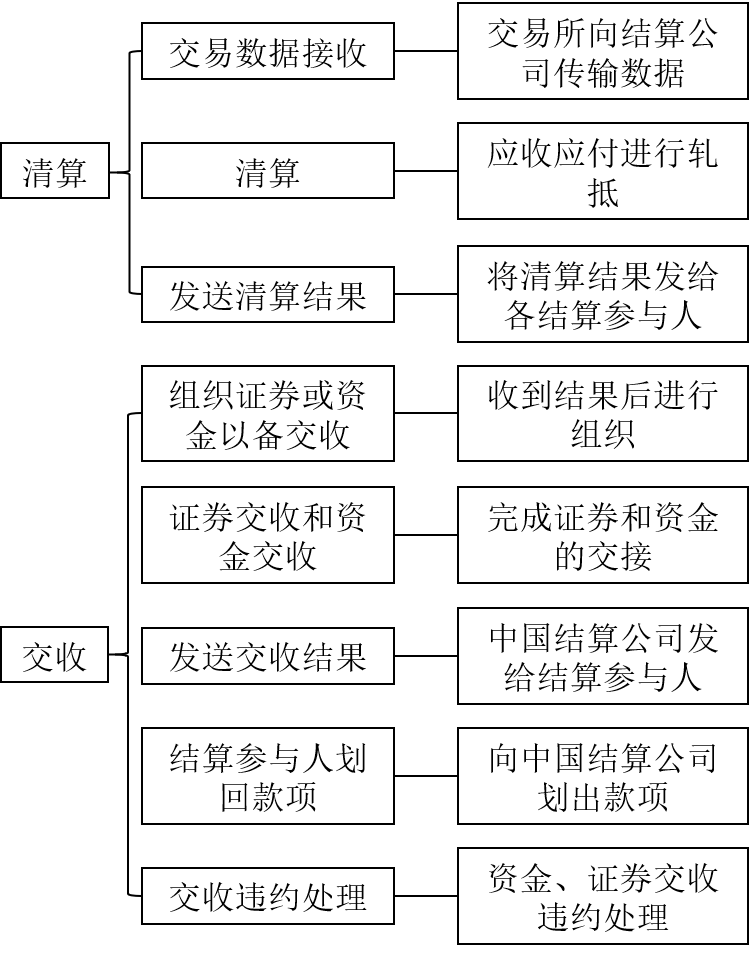 清算
交易数据接收
交易所向结算公
司传输数据
清算
应收应付进行轧
抵
发送清算结果
将清算结果发给
各结算参与人
交收
组织证券或资
金以备交收
收到结果后进行
组织
证券交收和资
金交收
完成证券和资金
的交接
发送交收结果
中国结算公司发
给结算参与人
结算参与人划
回款项
向中国结算公司
划出款项
交收违约处理
资金、证券交收
违约处理